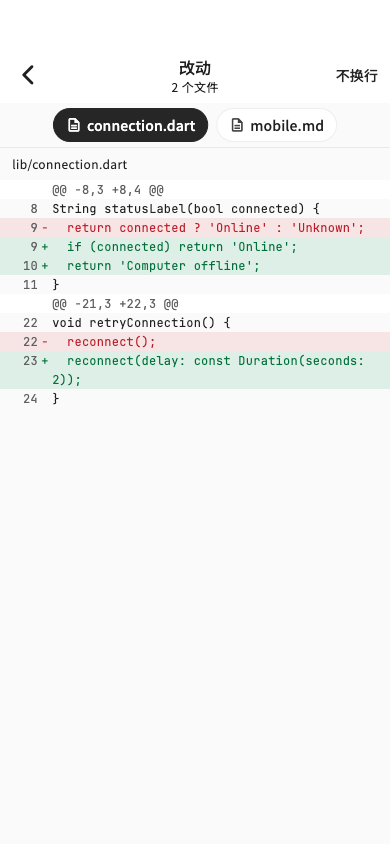 改动
2 个文件
不换行
connection.dart
mobile.md
lib/connection.dart
@@ -8,3 +8,4 @@
8 String statusLabel(bool connected) {
9 -   return connected ? 'Online' : 'Unknown';
9 +   if (connected) return 'Online';
10 +   return 'Computer offline';
11 }
@@ -21,3 +22,3 @@
22 void retryConnection() {
22 -   reconnect();
23 +   reconnect(delay: const Duration(seconds:
2));
24 }